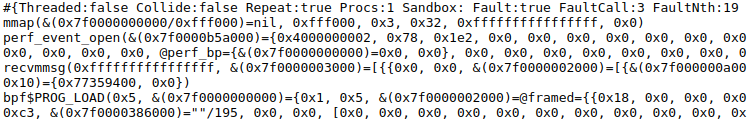 #{Threaded:false Collide:false Repeat:true Procs:1 Sandbox: Fault:true FaultCall:3 FaultNth:19
mmap(&(0x7f0000000000/0xfff000)=nil, 0xfff000, 0x3, 0x32, 0xffffffffffffffff, 0x0)
perf_event_open(&(0x7f0000b5a000)={0x4000000002, 0x78, 0x1e2, 0x0, 0x0, 0x0, 0x0, 0x0, 0x0, 0x0
0x0, 0x0, 0x0, 0x0, @perf_bp={&(0x7f0000000000)=0x0, 0x0}, 0x0, 0x0, 0x0, 0x0, 0x0, 0x0, 0x0, 0
recvmmsg(0xffffffffffffffff, &(0x7f0000003000)=[{{0x0, 0x0, &(0x7f0000002000)=[{&(0x7f000000a00
0x10)={0x77359400, 0x0})
bpf$PROG_LOAD(0x5, &(0x7f0000000000)={0x1, 0x5, &(0x7f0000002000)=@framed={{0x18, 0x0, 0x0, 0x0
0xc3, &(0x7f0000386000)=""/195, 0x0, 0x0, [0x0, 0x0, 0x0, 0x0, 0x0, 0x0, 0x0, 0x0, 0x0, 0x0, 0x